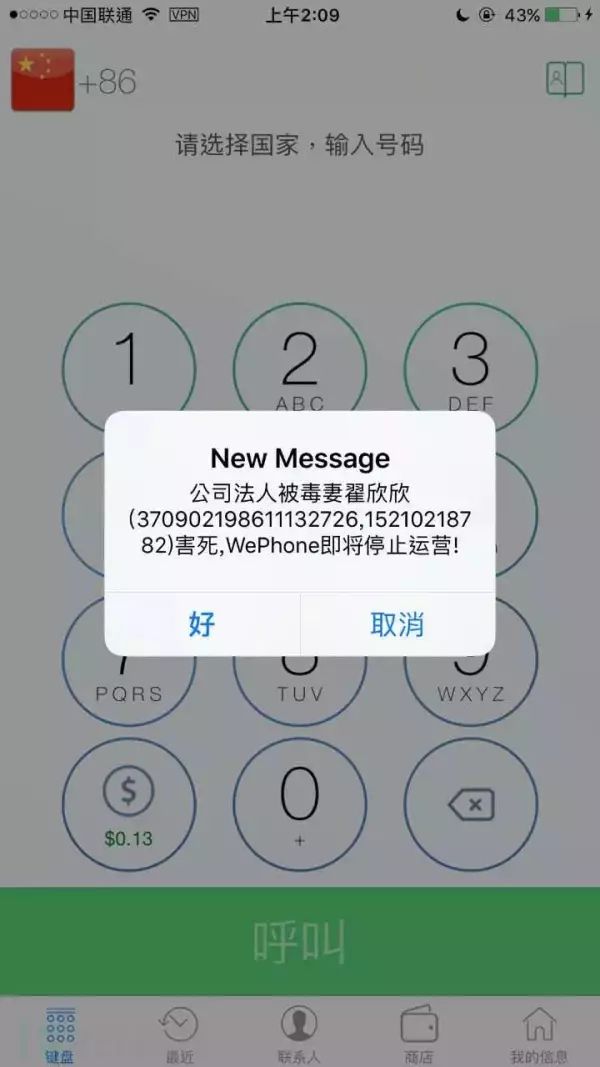 中国联通 VPN 上午2:09 43%
+86
请选择国家，输入号码
1 2 3
ABC DEF
New Message
公司法人被毒妻翟欣欣
(370902198611132726,152102187
82)害死,WePhone即将停止运营!
好 取消
PQRS TUV WXYZ
$ 0
$0.13 +
呼叫
键盘 最近 联系人 商店 我的信息